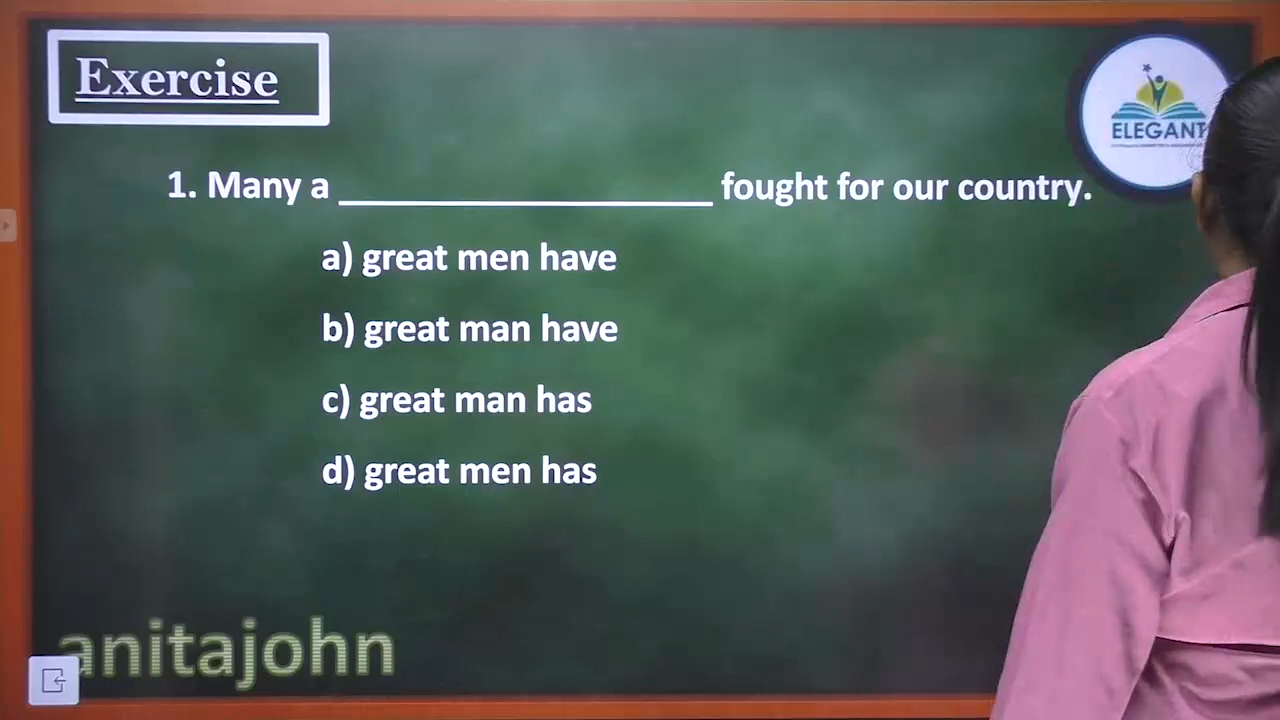 Exercise
ELEGANT
1. Many a ____________________ fought for our country.
a) great men have
b) great man have
c) great man has
d) great men has
anitajohn